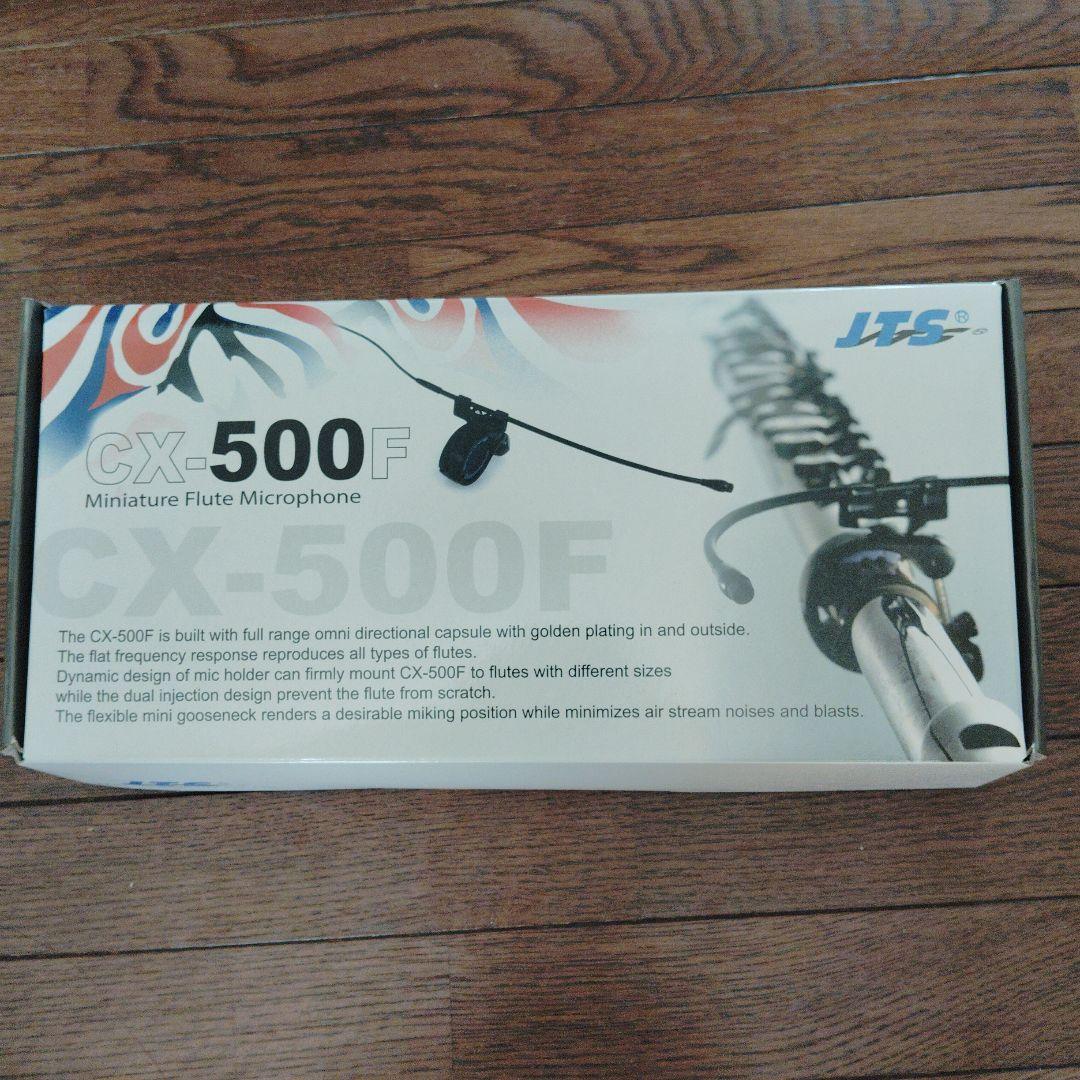 JTS®
CX-500F
Miniature Flute Microphone
CX-500F
The CX-500F is built with full range omni directional capsule with golden plating in and outside.
The flat frequency response reproduces all types of flutes.
Dynamic design of mic holder can firmly mount CX-500F to flutes with different sizes
while the dual injection design prevent the flute from scratch.
The flexible mini gooseneck renders a desirable miking position while minimizes air stream noises and blasts.
JTS